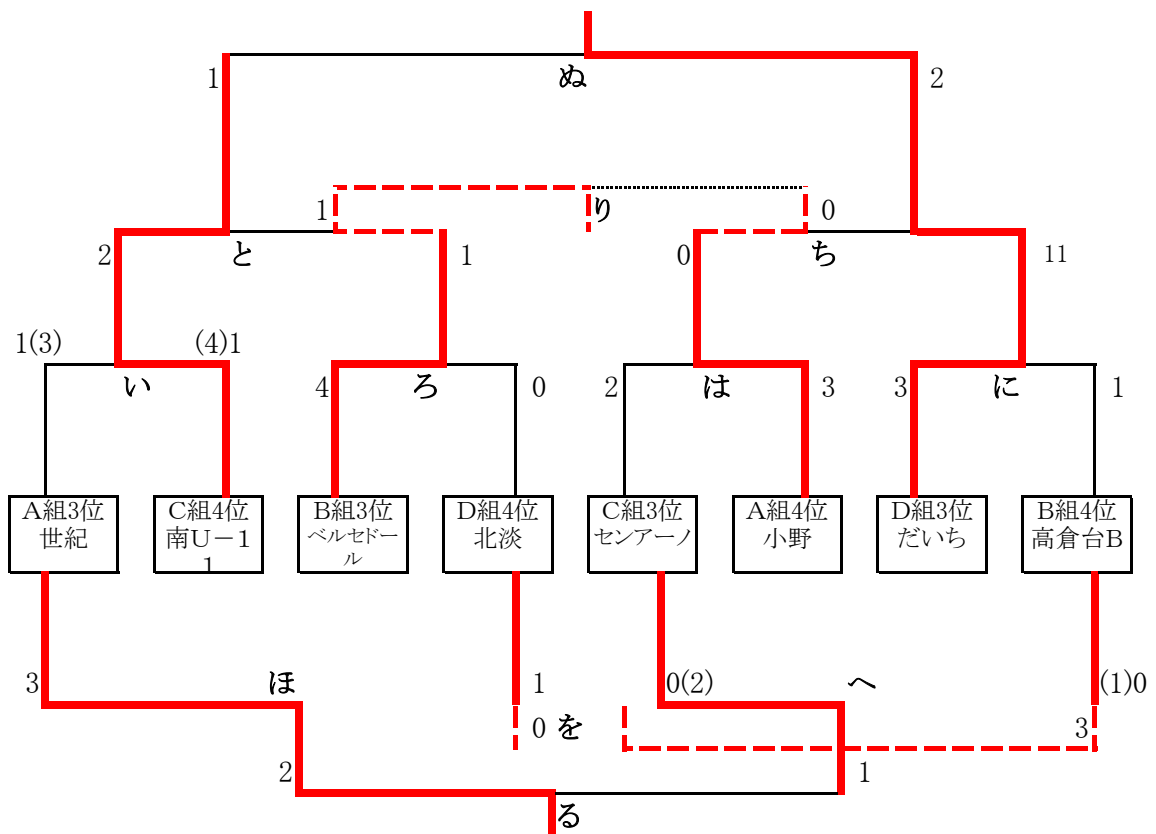 1 ぬ 2
1 り 0
2 と 1 0 ち 11
1(3) (4)1
い 4 ろ 0 2 は 3 3 に 1
A組3位 C組4位 B組3位 D組4位 C組3位 A組4位 D組3位 B組4位
世紀 南U－1 ベルセドー 北淡 センアーノ 小野 だいち 高倉台B
1 ル
3 ほ 1 0(2) へ (1)0
0 を 3
2 1
る